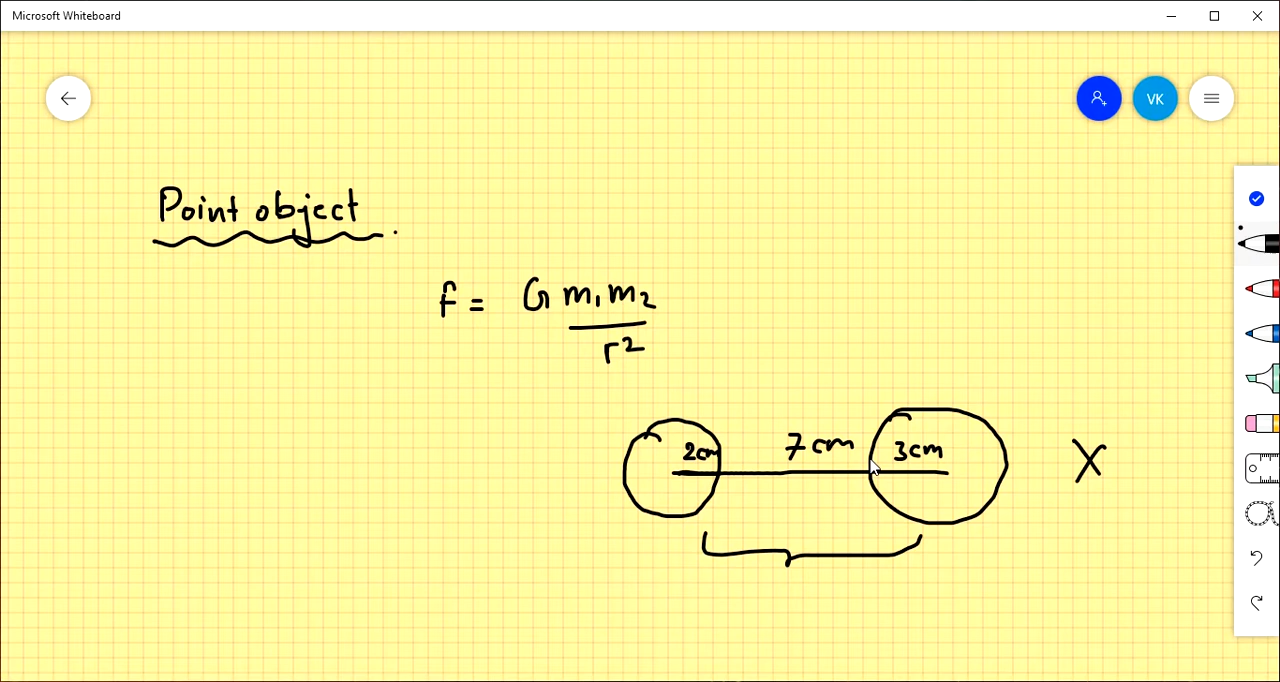 Microsoft Whiteboard
VK
Point object.
f = G m₁m₂
r²
2cm 7cm 3cm X